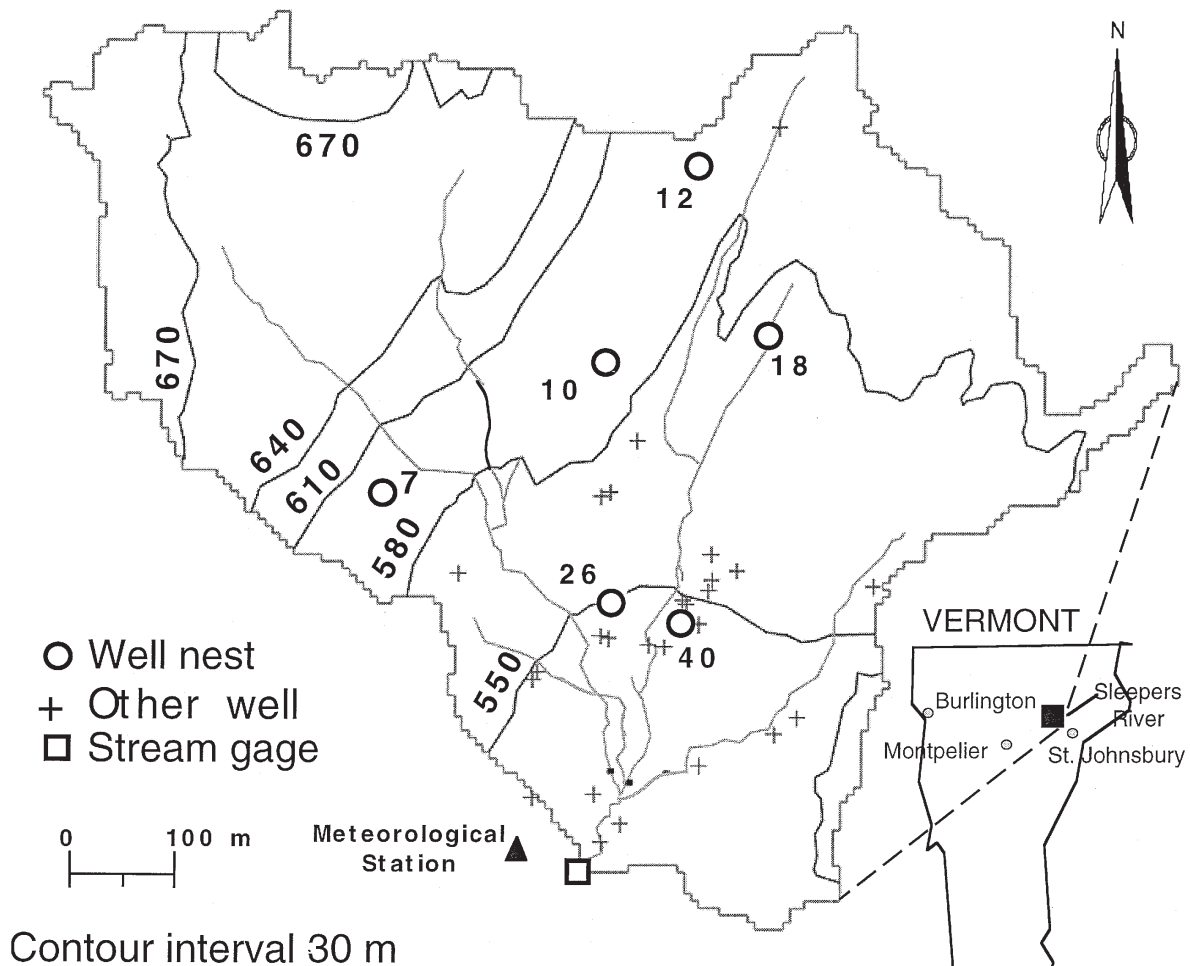 N
670
12
670
10
18
640
610
7
580
26
40
550
VERMONT
Burlington
Sleepers
River
Montpelier
St. Johnsbury
Well nest
Other well
Stream gage
0 100 m
Meteorological
Station
Contour interval 30 m